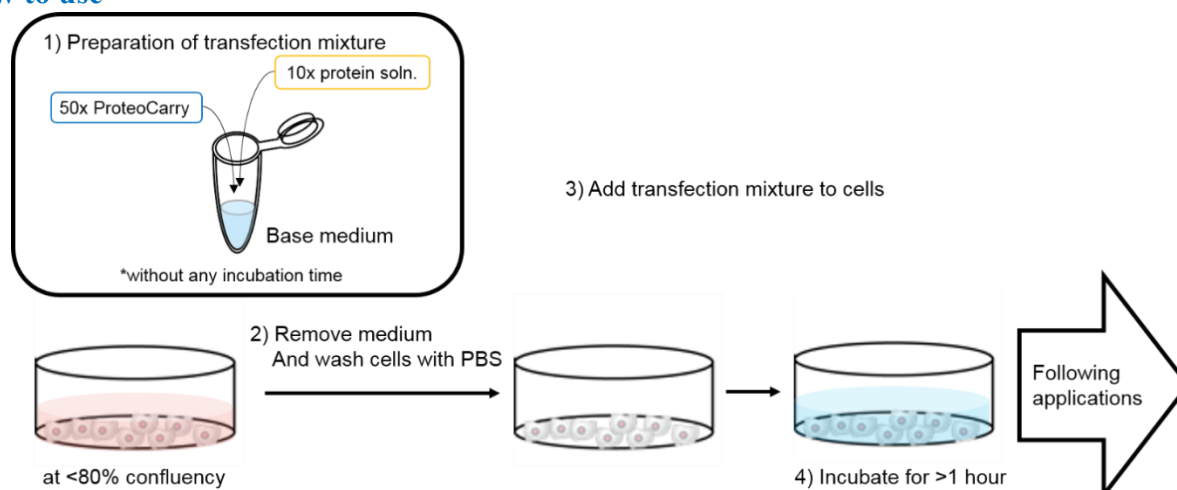 to use
1) Preparation of transfection mixture
10x protein soln.
50x ProteoCarry
Base medium
*without any incubation time
3) Add transfection mixture to cells
2) Remove medium
And wash cells with PBS
Following
applications
at <80% confluency
4) Incubate for >1 hour